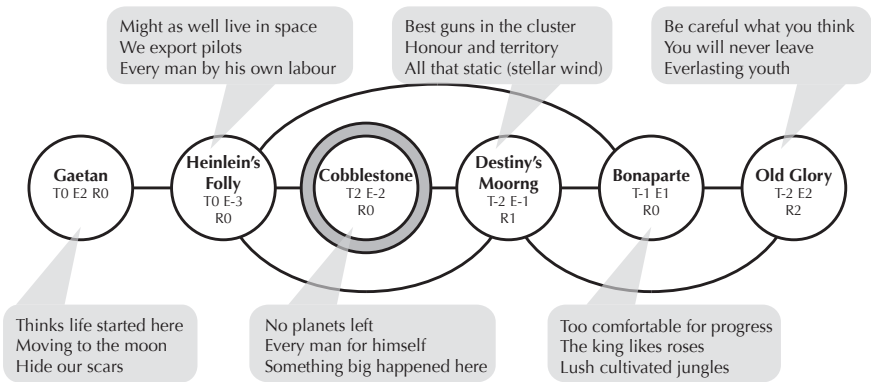 Might as well live in space
We export pilots
Every man by his own labour
Best guns in the cluster
Honour and territory
All that static (stellar wind)
Be careful what you think
You will never leave
Everlasting youth
Gaetan
T0 E2 R0
Heinlein's
Folly
T0 E-3
R0
Cobblestone
T2 E-2
R0
Destiny's
Moorng
T-2 E-1
R1
Bonaparte
T-1 E1
R0
Old Glory
T-2 E2
R2
Thinks life started here
Moving to the moon
Hide our scars
No planets left
Every man for himself
Something big happened here
Too comfortable for progress
The king likes roses
Lush cultivated jungles